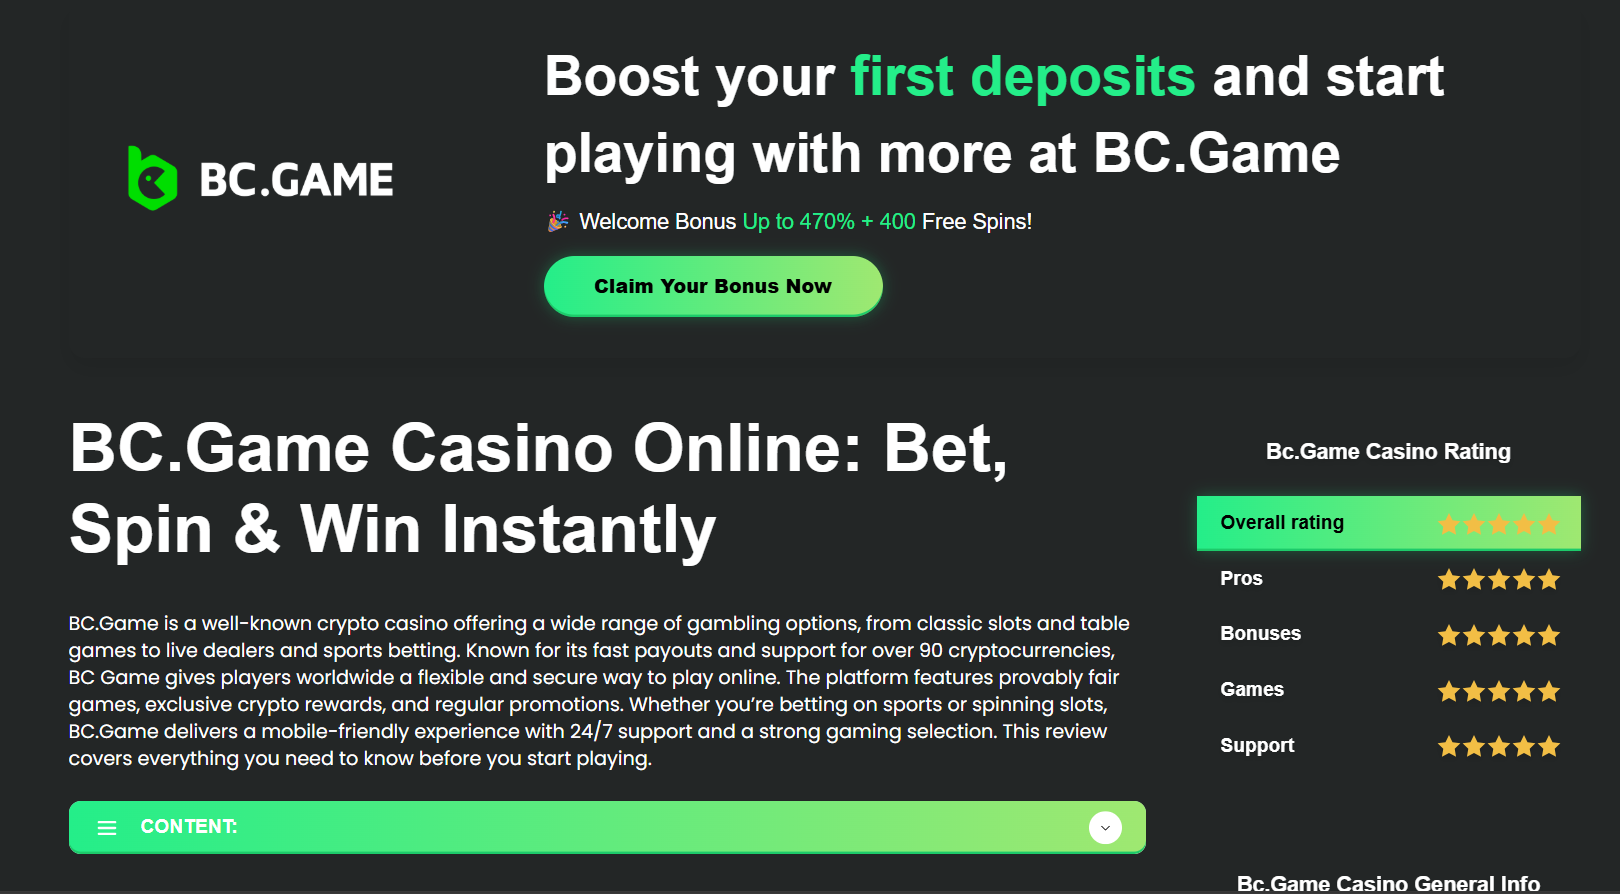 Boost your first deposits and start
playing with more at BC.Game
BC.GAME
🎉 Welcome Bonus Up to 470% + 400 Free Spins!
Claim Your Bonus Now
BC.Game Casino Online: Bet,
Spin & Win Instantly
BC.Game is a well-known crypto casino offering a wide range of gambling options, from classic slots and table
games to live dealers and sports betting. Known for its fast payouts and support for over 90 cryptocurrencies,
BC Game gives players worldwide a flexible and secure way to play online. The platform features provably fair
games, exclusive crypto rewards, and regular promotions. Whether you’re betting on sports or spinning slots,
BC.Game delivers a mobile-friendly experience with 24/7 support and a strong gaming selection. This review
covers everything you need to know before you start playing.
CONTENT:
Bc.Game Casino Rating
Overall rating
Pros
Bonuses
Games
Support
Bc.Game Casino General Info